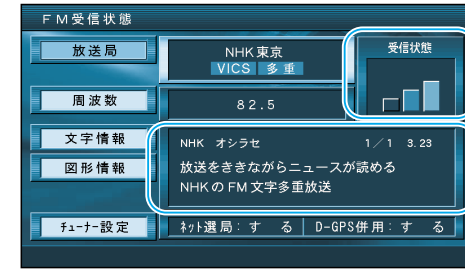 FM受信状態
放送局
NHK東京
VICS 多重
受信状態
周波数
82.5
文字情報
図形情報
NHK オシラセ 1/1 3.23
放送をききながらニュースが読める
NHKのFM文字多重放送
チューナー設定
ネット選局:する
D-GPS併用:する